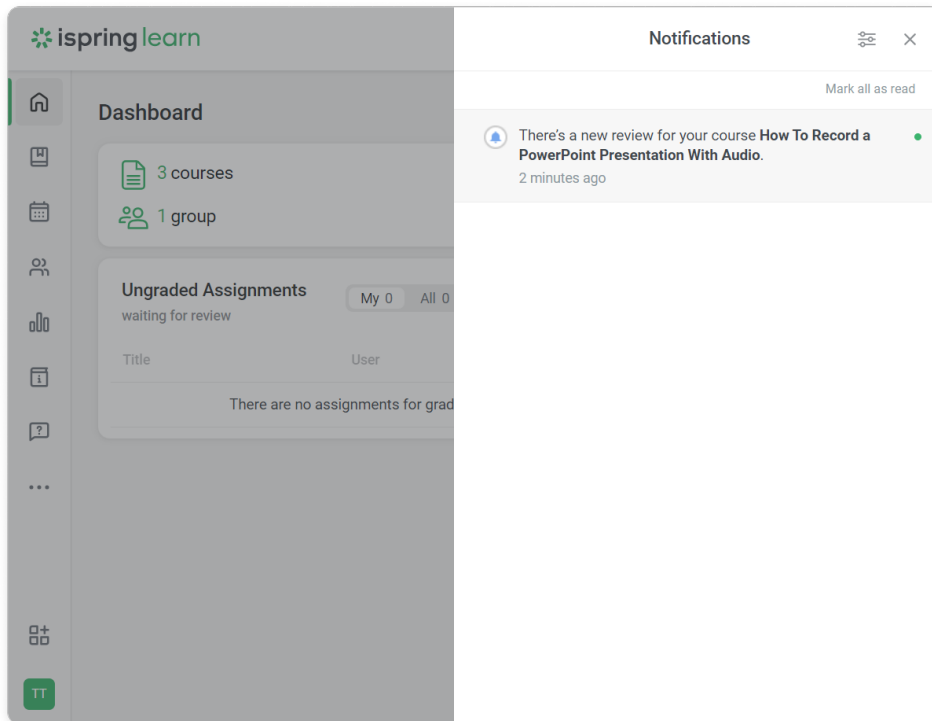 ispring learn
Dashboard
3 courses
1 group
Ungraded Assignments
waiting for review
My 0
All 0
Title
User
There are no assignments for grad
TT
Notifications
Mark all as read
There's a new review for your course How To Record a
PowerPoint Presentation With Audio.
2 minutes ago